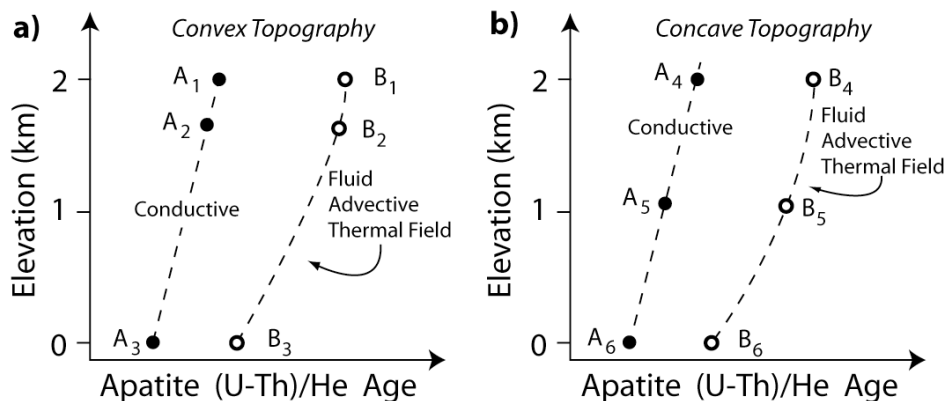 a)
Convex Topography
Elevation (km)
2
1
0
A1
A2
A3
B1
B2
B3
Conductive
Fluid
Advective
Thermal Field
Apatite (U-Th)/He Age
b)
Concave Topography
Elevation (km)
2
1
0
A4
A5
A6
B4
B5
B6
Conductive
Fluid
Advective
Thermal Field
Apatite (U-Th)/He Age